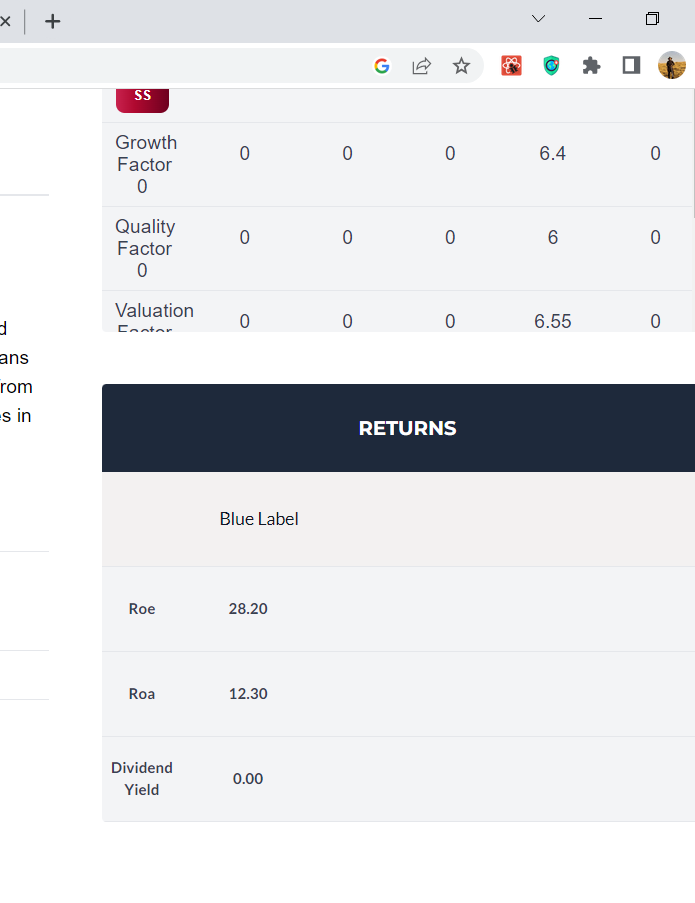 ss
Growth
Factor
0 0 0 0 6.4 0
Quality
Factor
0 0 0 0 6 0
Valuation
Factor 0 0 0 6.55 0
d
ans
rom
s in
RETURNS
Blue Label
Roe 28.20
Roa 12.30
Dividend
Yield 0.00